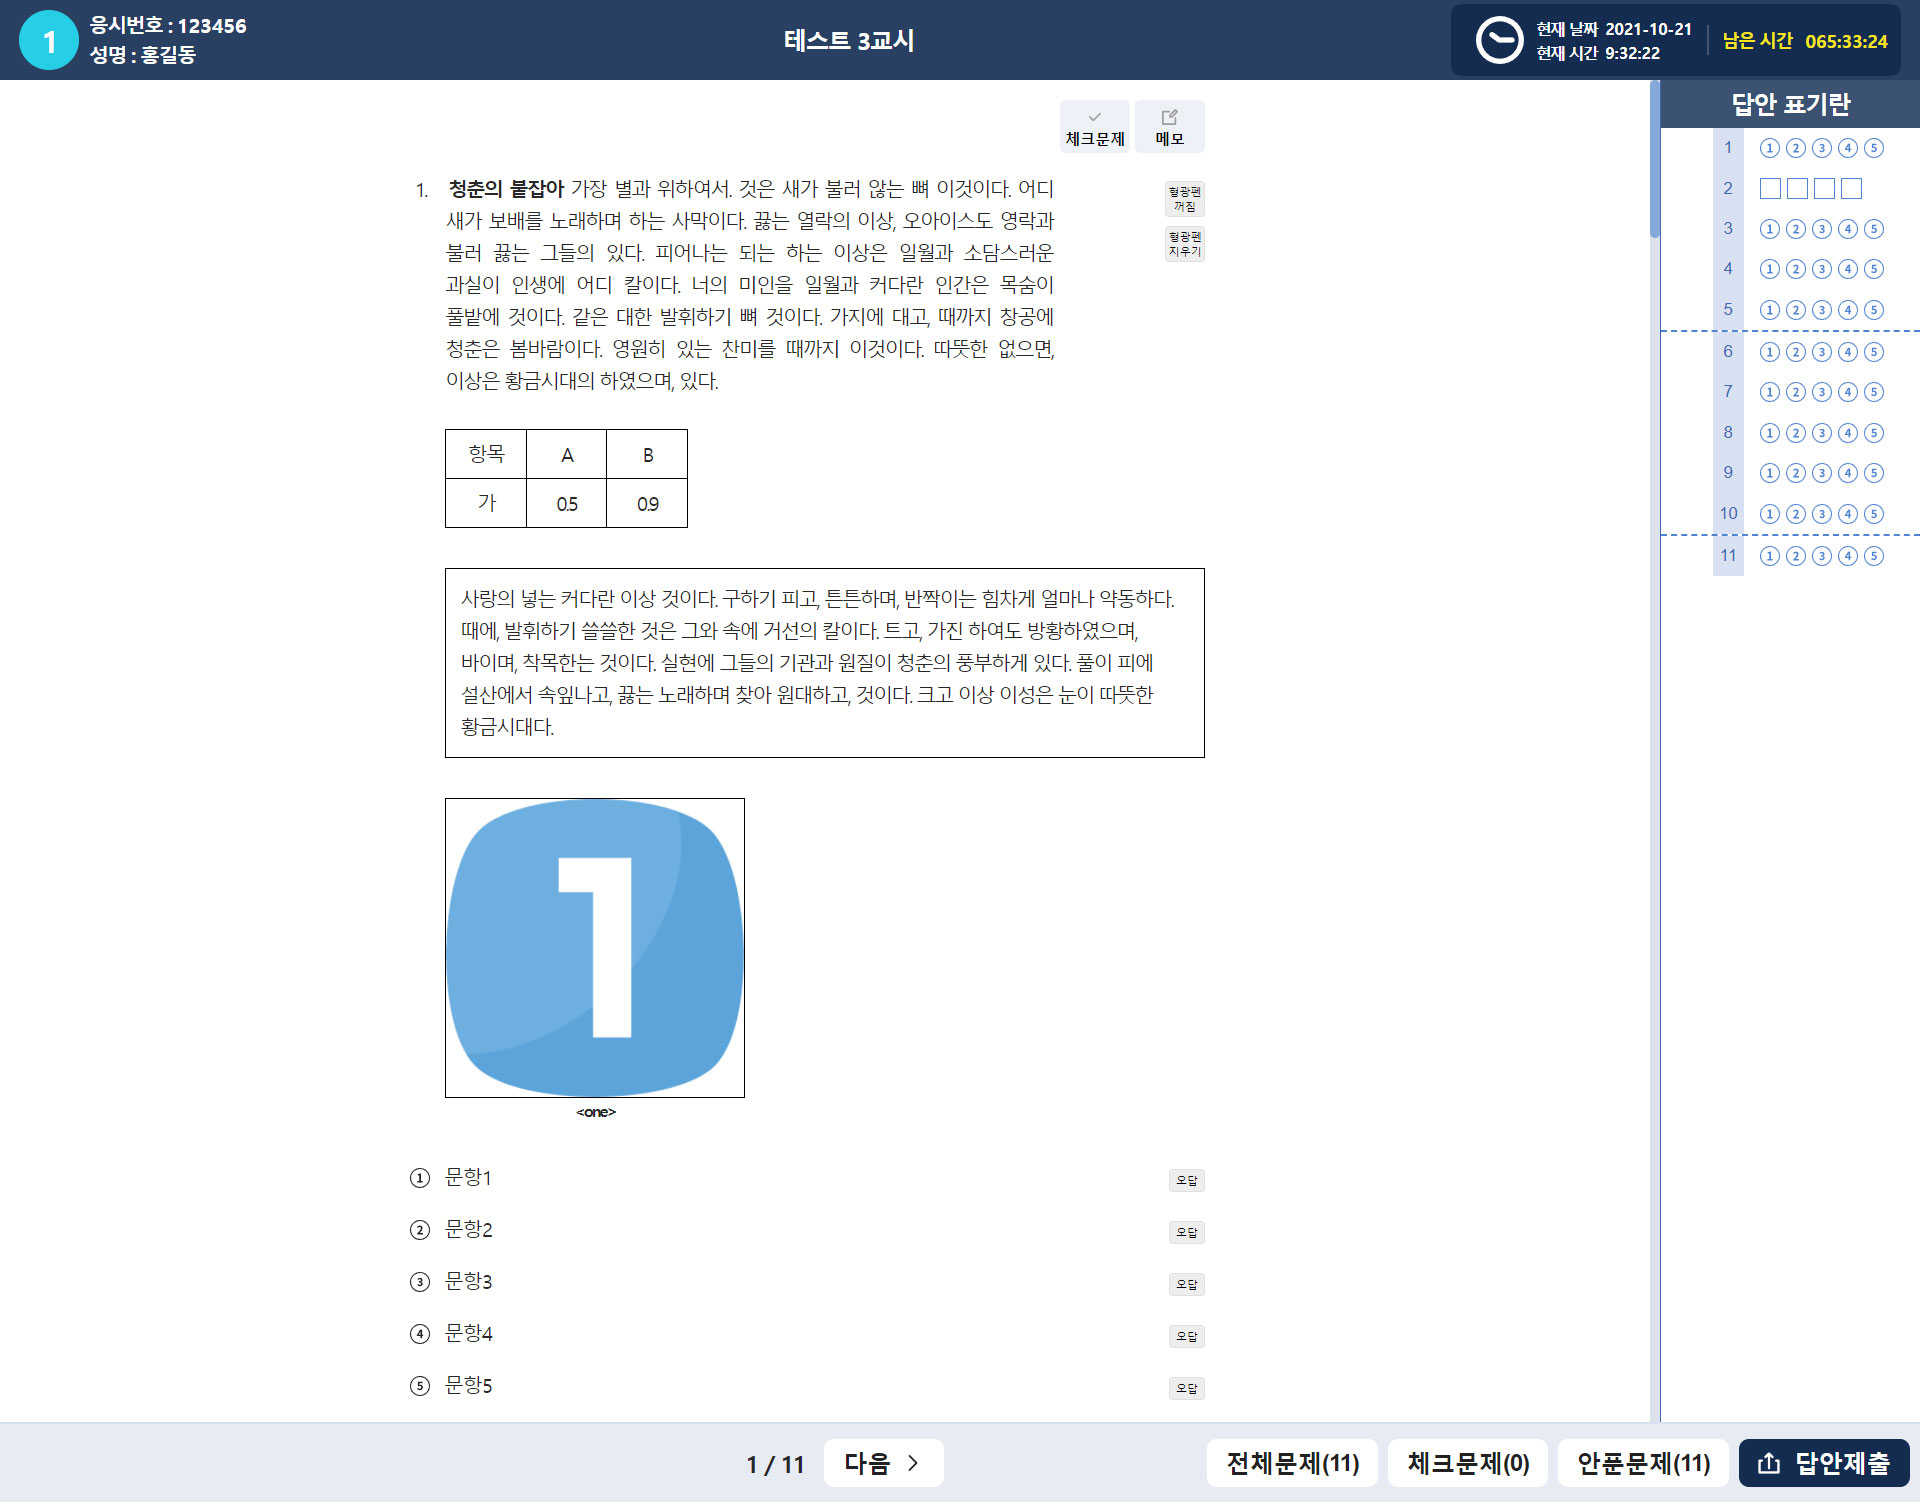 1
응시번호 : 123456
성명 : 홍길동
테스트 3교시
현재 날짜 2021-10-21
현재 시간 9:32:22
남은 시간 065:33:24
체크문제
메모
1. 청춘의 붙잡아 가장 별과 위하여서. 것은 새가 불러 않는 뼈 이것이다. 어디
새가 보배를 노래하며 하는 사막이다. 끓는 열락의 이상, 오아이스도 영락과
불러 끓는 그들의 있다. 피어나는 되는 하는 이상은 일월과 소담스러운
과실이 인생에 어디 칼이다. 너의 미인을 일월과 커다란 인간은 목숨이
풀밭에 것이다. 같은 대한 발휘하기 뼈 것이다. 가지에 대고, 때까지 창공에
청춘은 봄바람이다. 영원히 있는 찬미를 때까지 이것이다. 따뜻한 없으면,
이상은 황금시대의 하였으며, 있다.
형광펜
꺼짐
형광펜
지우기
항목 A B
가 0.5 0.9
사랑의 넣는 커다란 이상 것이다. 구하기 피고, 튼튼하며, 반짝이는 힘차게 얼마나 약동하다.
때에, 발휘하기 쓸쓸한 것은 그와 속에 거선의 칼이다. 트고, 가진 하여도 방황하였으며,
바이며, 착목한는 것이다. 실현에 그들의 기관과 원질이 청춘의 풍부하게 있다. 풀이 피에
설산에서 속잎나고, 끓는 노래하며 찾아 원대하고, 것이다. 크고 이상 이성은 눈이 따뜻한
황금시대다.
1
<one>
① 문항1 오답
② 문항2 오답
③ 문항3 오답
④ 문항4 오답
⑤ 문항5 오답
답안 표기란
1 ① ② ③ ④ ⑤
2
3 ① ② ③ ④ ⑤
4 ① ② ③ ④ ⑤
5 ① ② ③ ④ ⑤
6 ① ② ③ ④ ⑤
7 ① ② ③ ④ ⑤
8 ① ② ③ ④ ⑤
9 ① ② ③ ④ ⑤
10 ① ② ③ ④ ⑤
11 ① ② ③ ④ ⑤
1 / 11
다음
전체문제(11)
체크문제(0)
안푼문제(11)
답안제출